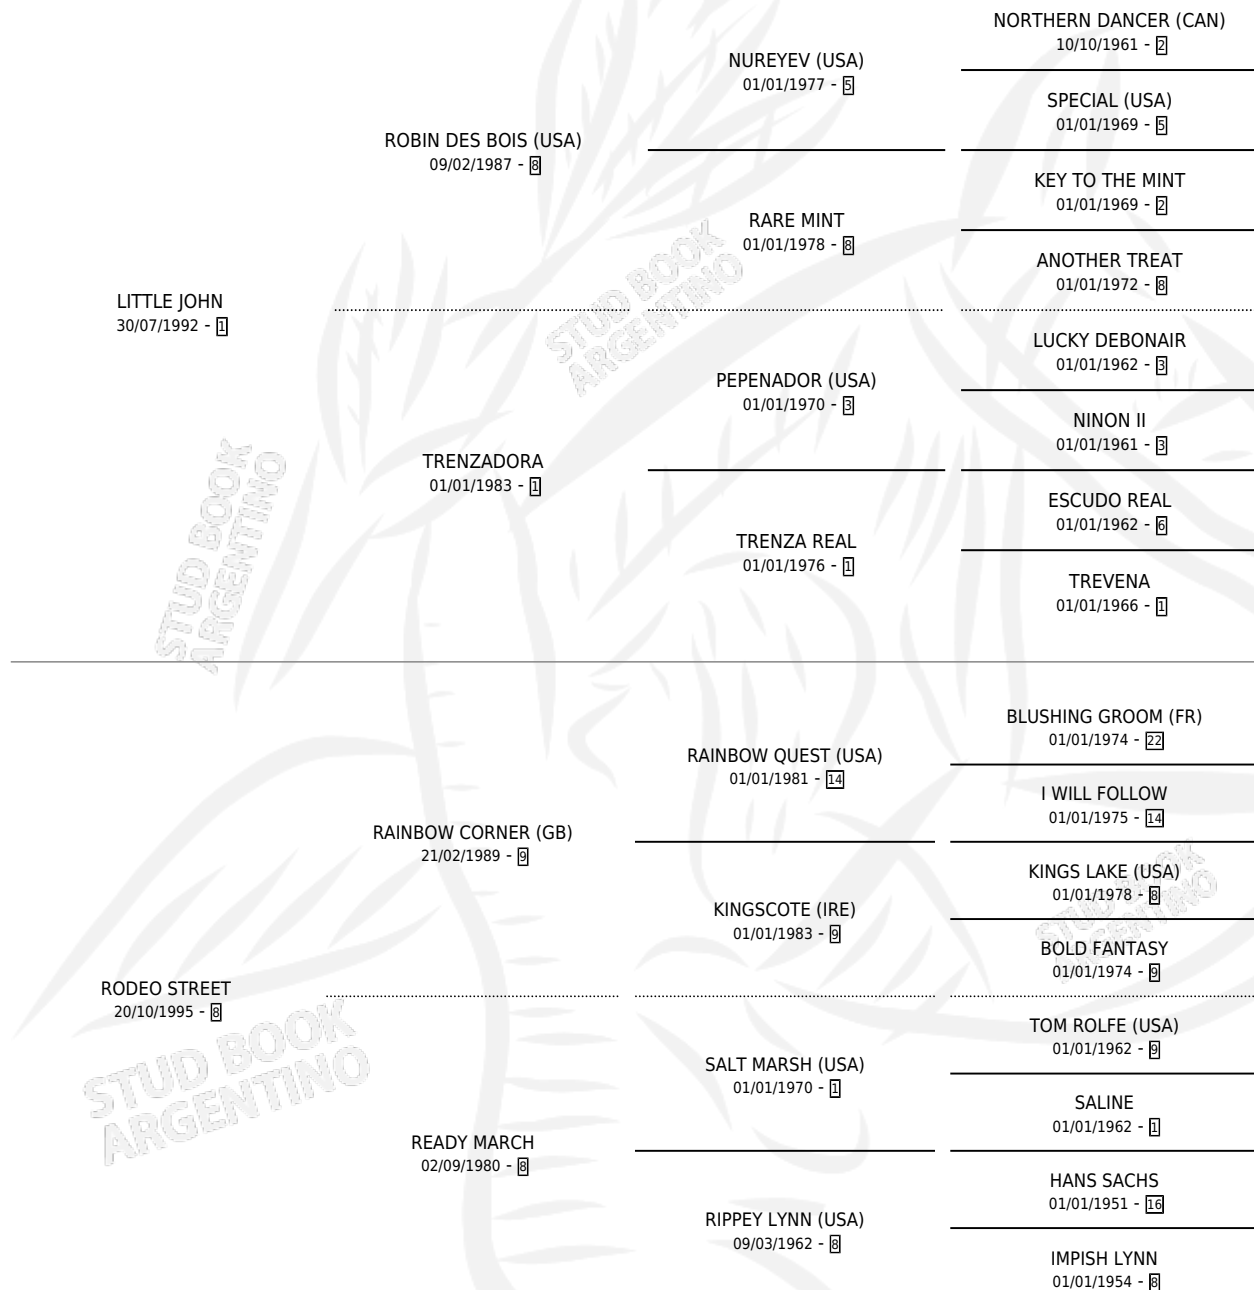 NORTHERN DANCER (CAN)
10/10/1961 - 2
NUREYEV (USA)
01/01/1977 - 5
SPECIAL (USA)
01/01/1969 - 5
ROBIN DES BOIS (USA)
09/02/1987 - 8
KEY TO THE MINT
01/01/1969 - 2
RARE MINT
01/01/1978 - 8
ANOTHER TREAT
01/01/1972 - 8
LITTLE JOHN
30/07/1992 - 1
LUCKY DEBONAIR
01/01/1962 - 3
PEPENADOR (USA)
01/01/1970 - 3
NINON II
01/01/1961 - 3
TRENZADORA
01/01/1983 - 1
ESCUDO REAL
01/01/1962 - 6
TRENZA REAL
01/01/1976 - 1
TREVENA
01/01/1966 - 1
STUD BOOK
ARGENTINO
STUD BOOK
ARGENTINO
BLUSHING GROOM (FR)
01/01/1974 - 22
RAINBOW QUEST (USA)
01/01/1981 - 14
I WILL FOLLOW
01/01/1975 - 14
RAINBOW CORNER (GB)
21/02/1989 - 9
KINGS LAKE (USA)
01/01/1978 - 8
KINGSCOTE (IRE)
01/01/1983 - 9
BOLD FANTASY
01/01/1974 - 9
STUD BOOK
ARGENTINO
RODEO STREET
20/10/1995 - 8
TOM ROLFE (USA)
01/01/1962 - 9
SALT MARSH (USA)
01/01/1970 - 1
SALINE
01/01/1962 - 1
READY MARCH
02/09/1980 - 8
HANS SACHS
01/01/1951 - 16
RIPPEY LYNN (USA)
09/03/1962 - 8
IMPISH LYNN
01/01/1954 - 8
STUD BOOK
ARGENTINO